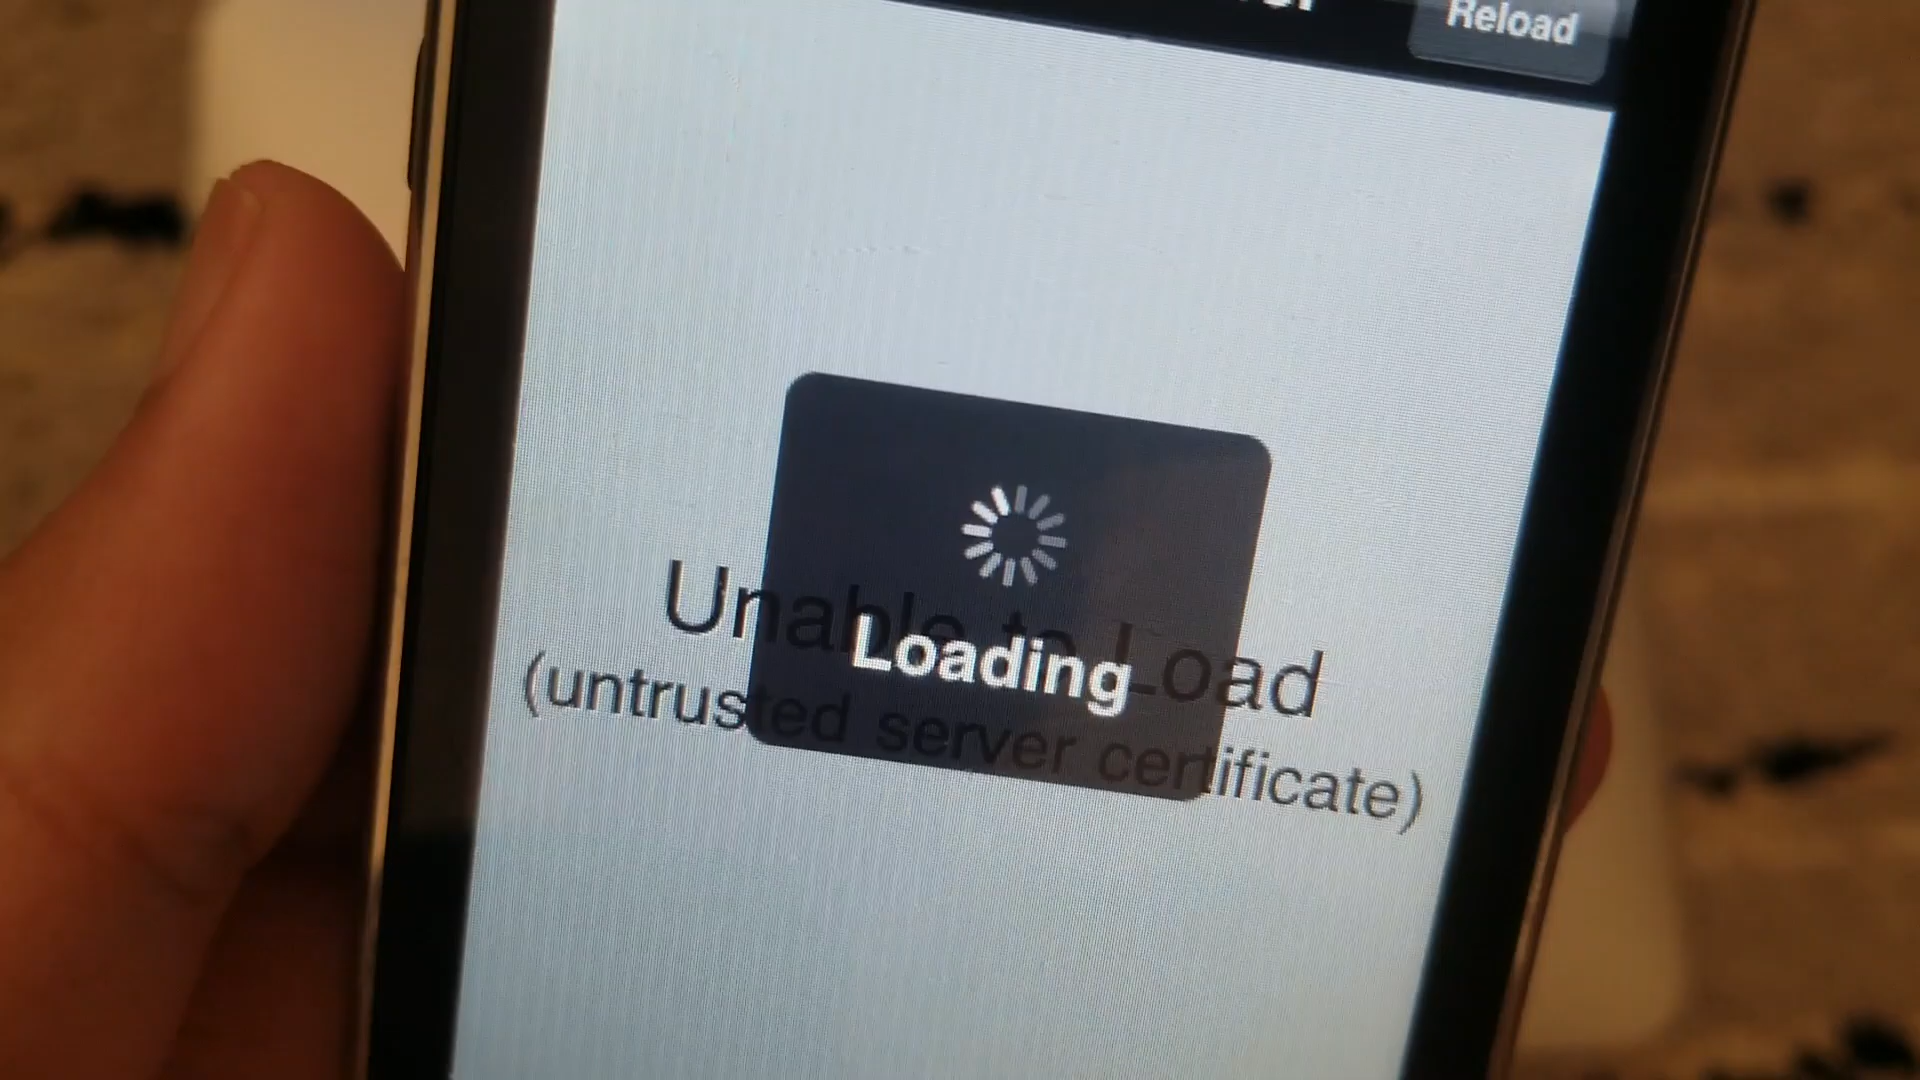 Reload
Unable to Load
Loading
(untrusted server certificate)